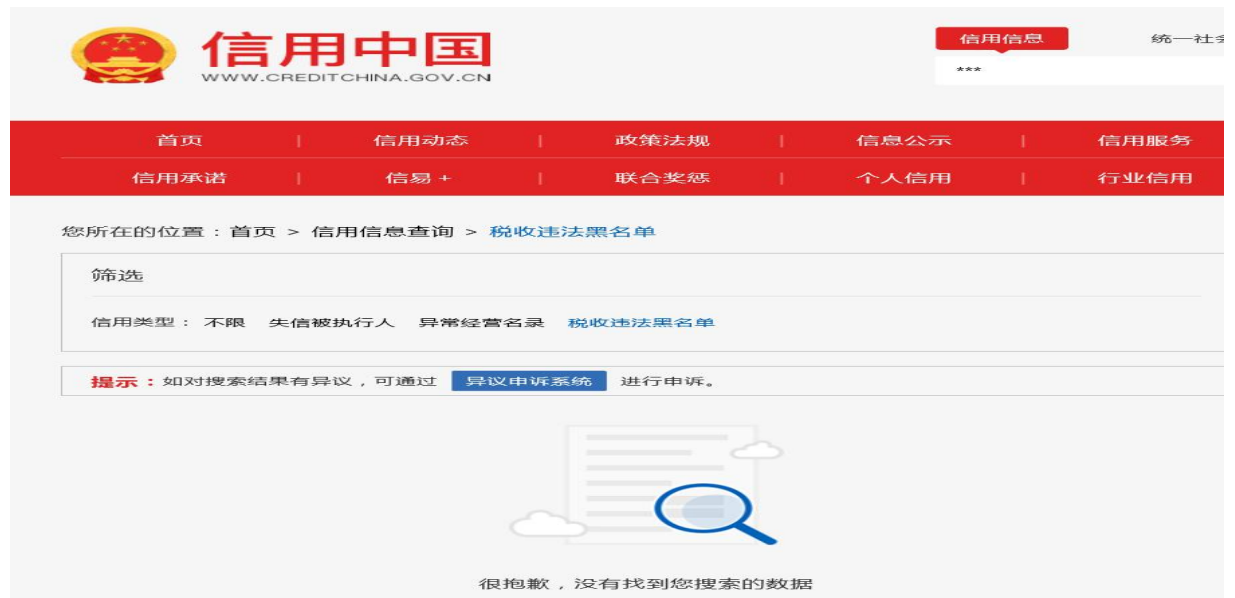 信用中国
WWW.CREDITCHINA.GOV.CN
信用信息 统一社会
***
首页 | 信用动态 | 政策法规 | 信息公示 | 信用服务
信用承诺 | 信易+ | 联合奖惩 | 个人信用 | 行业信用
您所在的位置：首页 > 信用信息查询 > 税收违法黑名单
筛选
信用类型： 不限 失信被执行人 异常经营名录 税收违法黑名单
提示：如对搜索结果有异议，可通过 异议申诉系统 进行申诉。
很抱歉，没有找到您搜索的数据